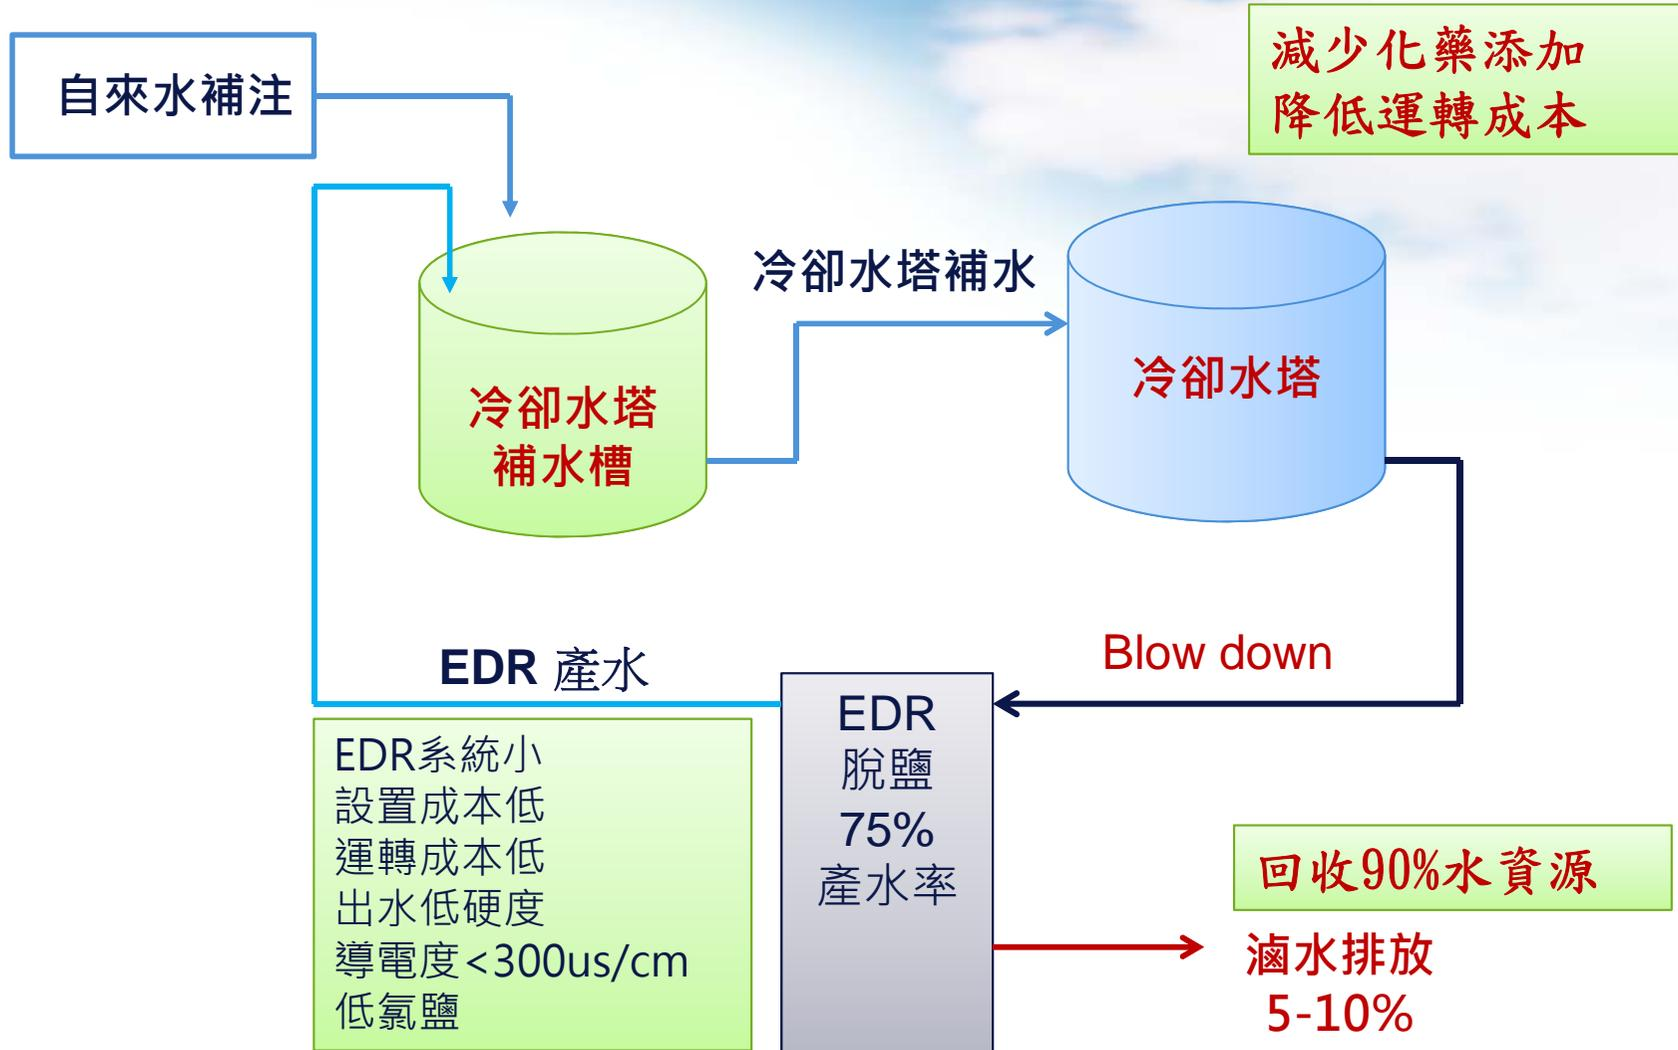 自來水補注
減少化藥添加
降低運轉成本
冷卻水塔補水
冷卻水塔
補水槽
冷卻水塔
Blow down
EDR 產水
EDR
脫鹽
75%
產水率
EDR系統小
設置成本低
運轉成本低
出水低硬度
導電度<300us/cm
低氯鹽
回收90%水資源
滷水排放
5-10%